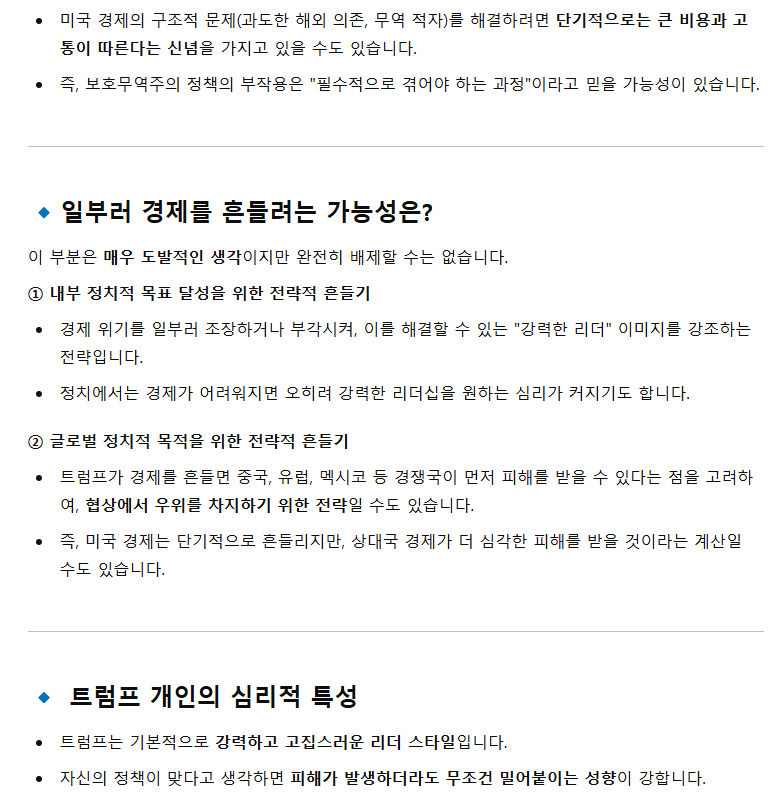 미국 경제의 구조적 문제(과도한 해외 의존, 무역 적자)를 해결하려면 단기적으로는 큰 비용과 고
통이 따른다는 신념을 가지고 있을 수도 있습니다.
즉, 보호무역주의 정책의 부작용은 "필수적으로 겪어야 하는 과정"이라고 믿을 가능성이 있습니다.
일부러 경제를 흔들려는 가능성은?
이 부분은 매우 도발적인 생각이지만 완전히 배제할 수는 없습니다.
① 내부 정치적 목표 달성을 위한 전략적 흔들기
경제 위기를 일부러 조장하거나 부각시켜, 이를 해결할 수 있는 "강력한 리더" 이미지를 강조하는
전략입니다.
정치에서는 경제가 어려워지면 오히려 강력한 리더십을 원하는 심리가 커지기도 합니다.
② 글로벌 정치적 목적을 위한 전략적 흔들기
트럼프가 경제를 흔들면 중국, 유럽, 멕시코 등 경쟁국이 먼저 피해를 받을 수 있다는 점을 고려하
여, 협상에서 우위를 차지하기 위한 전략일 수도 있습니다.
즉, 미국 경제는 단기적으로 흔들리지만, 상대국 경제가 더 심각한 피해를 받을 것이라는 계산일
수도 있습니다.
트럼프 개인의 심리적 특성
트럼프는 기본적으로 강력하고 고집스러운 리더 스타일입니다.
자신의 정책이 맞다고 생각하면 피해가 발생하더라도 무조건 밀어붙이는 성향이 강합니다.